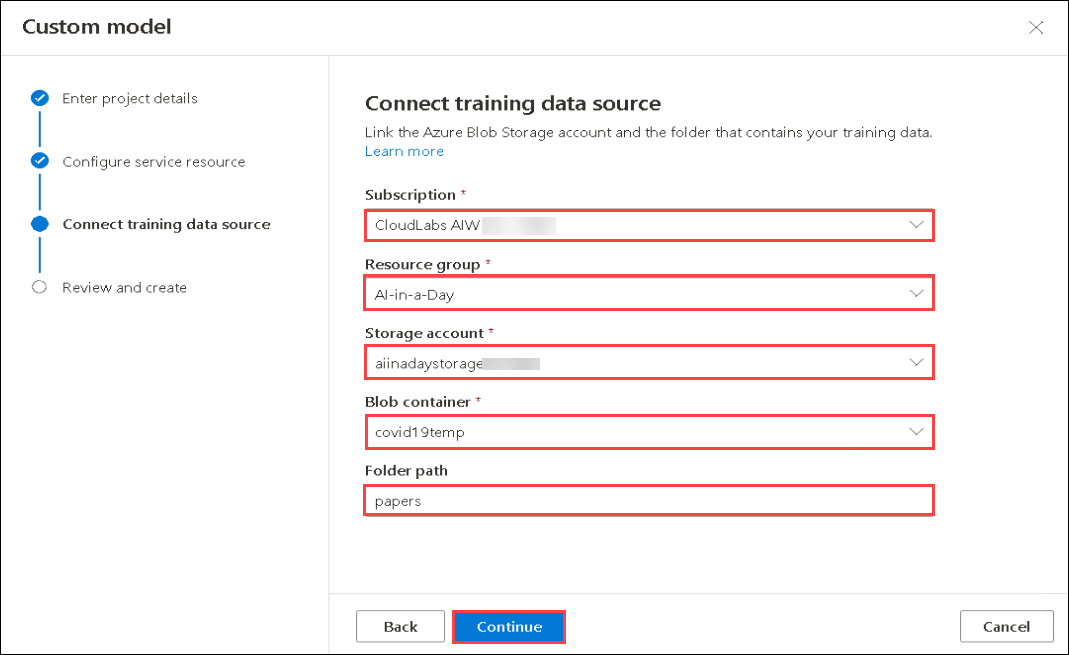 Custom model
Enter project details
Configure service resource
Connect training data source
Review and create
Connect training data source
Link the Azure Blob Storage account and the folder that contains your training data.
Learn more
Subscription *
CloudLabs AIW
Resource group *
AI-in-a-Day
Storage account *
aiinadaystorage
Blob container *
covid19temp
Folder path
papers
Back
Continue
Cancel